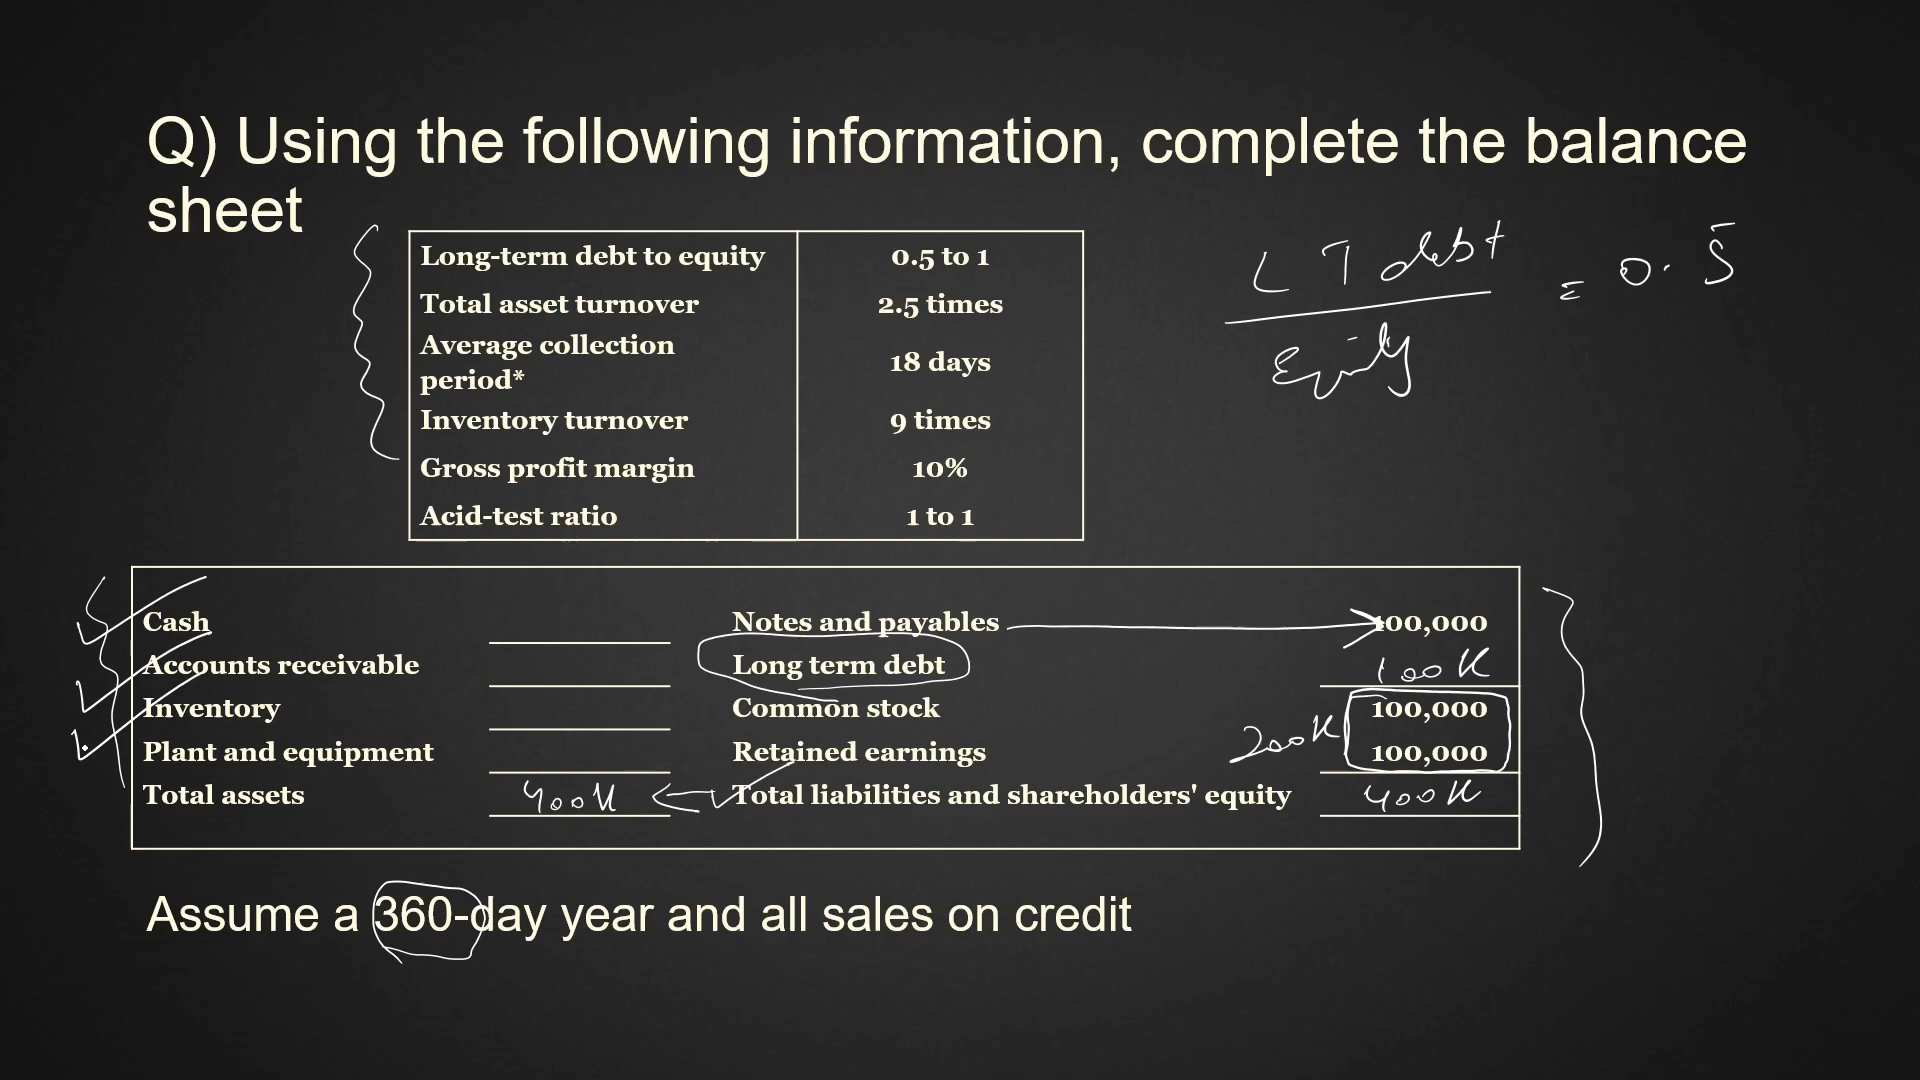 Q) Using the following information, complete the balance
sheet
Long-term debt to equity 0.5 to 1
Total asset turnover 2.5 times
Average collection
period* 18 days
Inventory turnover 9 times
Gross profit margin 10%
Acid-test ratio 1 to 1
LT debt
= 0.5
Equity
Cash Notes and payables 100,000
Accounts receivable Long term debt 100K
Inventory Common stock 100,000
Plant and equipment Retained earnings 200K 100,000
Total assets 400K Total liabilities and shareholders' equity 400K
Assume a 360-day year and all sales on credit